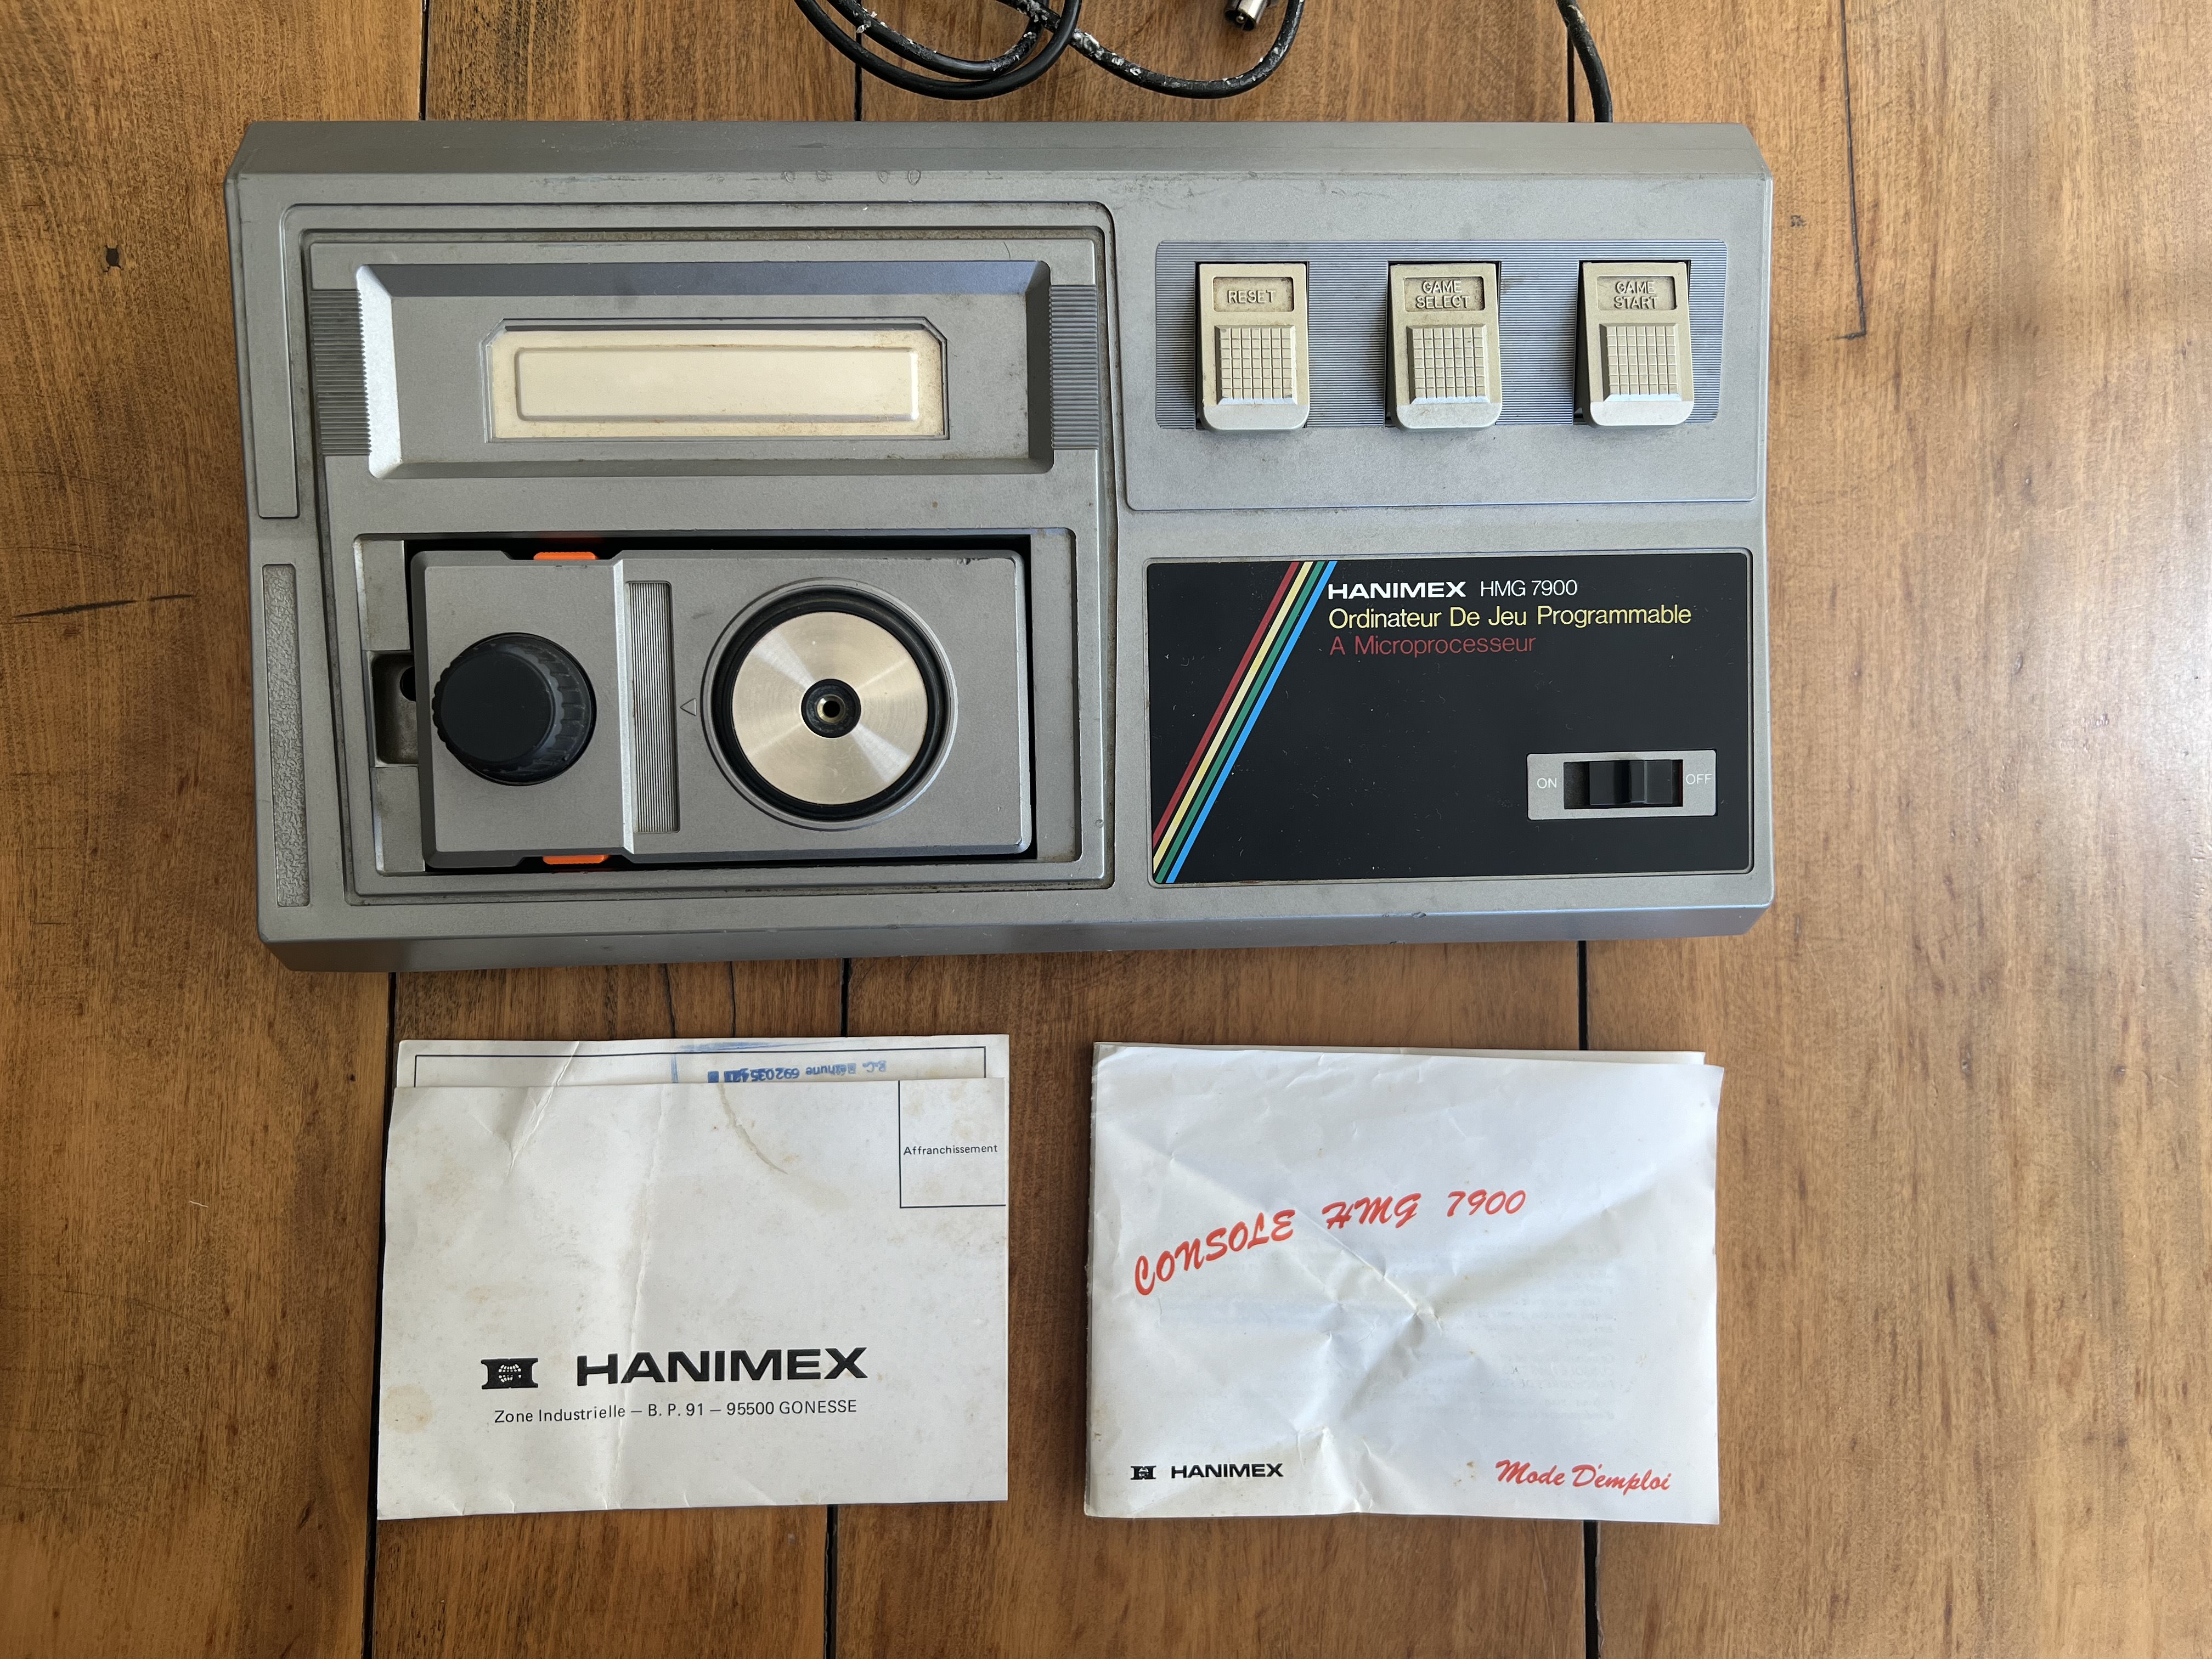 RESET
GAME
SELECT
GAME
START
HANIMEX HMG 7900
Ordinateur De Jeu Programmable
A Microprocesseur
ON
OFF
R.C. Béthune
Affranchissement
HANIMEX
Zone Industrielle — B. P. 91 — 95500 GONESSE
CONSOLE HMG 7900
HANIMEX
Mode D'emploi